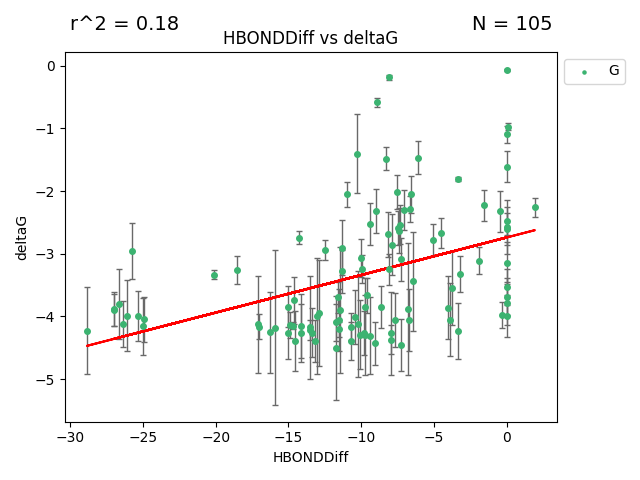 r^2 = 0.18
N = 105
HBONDDiff vs deltaG
G
deltaG
0
−1
−2
−3
−4
−5
−30
−25
−20
−15
−10
−5
0
HBONDDiff